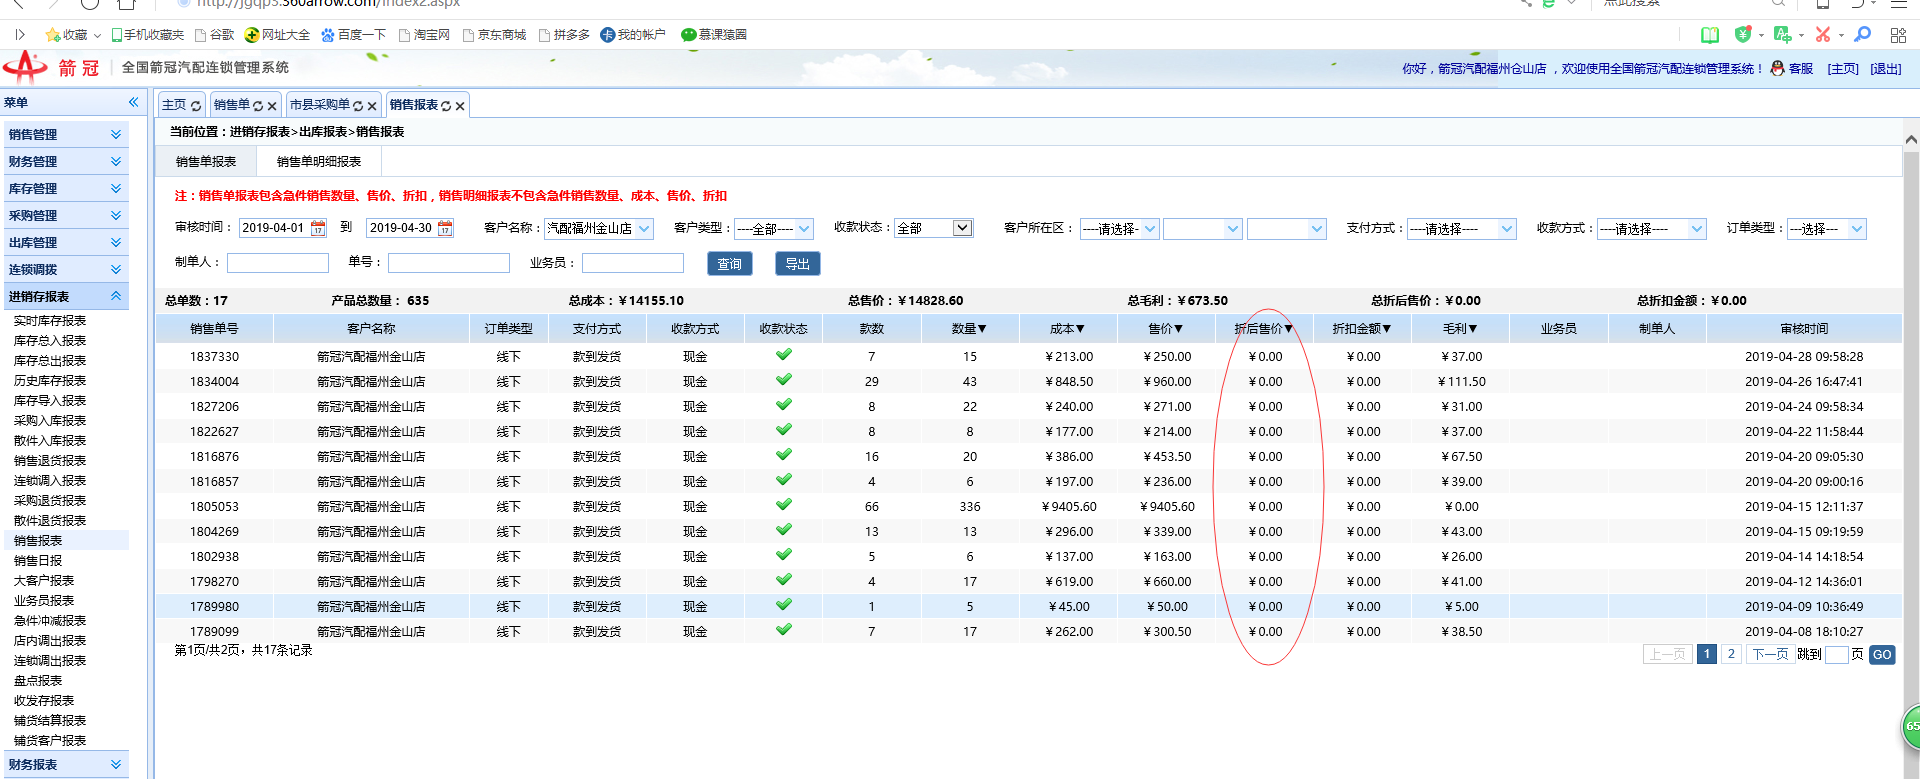 http://jgqp3.360arrow.com/index2.aspx 点此搜索
收藏 手机收藏夹 谷歌 网址大全 百度一下 淘宝网 京东商城 拼多多 我的帐户 慕课猿圈
箭冠 全国箭冠汽配连锁管理系统
你好，箭冠汽配福州仓山店 ，欢迎使用全国箭冠汽配连锁管理系统！ 客服 [主页] [退出]
菜单
主页 销售单 市县采购单 销售报表
当前位置：进销存报表>出库报表>销售报表
销售单报表 销售单明细报表
注：销售单报表包含急件销售数量、售价、折扣，销售明细报表不包含急件销售数量、成本、售价、折扣
审核时间： 2019-04-01 到 2019-04-30 客户名称： 汽配福州金山店 客户类型： ----全部---- 收款状态： 全部 客户所在区： ----请选择- 支付方式： ----请选择---- 收款方式： ----请选择---- 订单类型： ---选择---
制单人： 单号： 业务员： 查询 导出
总单数：17 产品总数量： 635 总成本：￥14155.10 总售价：￥14828.60 总毛利：￥673.50 总折后售价：￥0.00 总折扣金额：￥0.00
销售单号 客户名称 订单类型 支付方式 收款方式 收款状态 款数 数量▼ 成本▼ 售价▼ 折后售价▼ 折扣金额▼ 毛利▼ 业务员 制单人 审核时间
1837330 箭冠汽配福州金山店 线下 款到发货 现金 7 15 ￥213.00 ￥250.00 ￥0.00 ￥0.00 ￥37.00 2019-04-28 09:58:28
1834004 箭冠汽配福州金山店 线下 款到发货 现金 29 43 ￥848.50 ￥960.00 ￥0.00 ￥0.00 ￥111.50 2019-04-26 16:47:41
1827206 箭冠汽配福州金山店 线下 款到发货 现金 8 22 ￥240.00 ￥271.00 ￥0.00 ￥0.00 ￥31.00 2019-04-24 09:58:34
1822627 箭冠汽配福州金山店 线下 款到发货 现金 8 8 ￥177.00 ￥214.00 ￥0.00 ￥0.00 ￥37.00 2019-04-22 11:58:44
1816876 箭冠汽配福州金山店 线下 款到发货 现金 16 20 ￥386.00 ￥453.50 ￥0.00 ￥0.00 ￥67.50 2019-04-20 09:05:30
1816857 箭冠汽配福州金山店 线下 款到发货 现金 4 6 ￥197.00 ￥236.00 ￥0.00 ￥0.00 ￥39.00 2019-04-20 09:00:16
1805053 箭冠汽配福州金山店 线下 款到发货 现金 66 336 ￥9405.60 ￥9405.60 ￥0.00 ￥0.00 ￥0.00 2019-04-15 12:11:37
1804269 箭冠汽配福州金山店 线下 款到发货 现金 13 13 ￥296.00 ￥339.00 ￥0.00 ￥0.00 ￥43.00 2019-04-15 09:19:59
1802938 箭冠汽配福州金山店 线下 款到发货 现金 5 6 ￥137.00 ￥163.00 ￥0.00 ￥0.00 ￥26.00 2019-04-14 14:18:54
1798270 箭冠汽配福州金山店 线下 款到发货 现金 4 17 ￥619.00 ￥660.00 ￥0.00 ￥0.00 ￥41.00 2019-04-12 14:36:01
1789980 箭冠汽配福州金山店 线下 款到发货 现金 1 5 ￥45.00 ￥50.00 ￥0.00 ￥0.00 ￥5.00 2019-04-09 10:36:49
1789099 箭冠汽配福州金山店 线下 款到发货 现金 7 17 ￥262.00 ￥300.50 ￥0.00 ￥0.00 ￥38.50 2019-04-08 18:10:27
第1页/共2页，共17条记录 上一页 1 2 下一页 跳到 页 GO
销售管理
财务管理
库存管理
采购管理
出库管理
连锁调拨
进销存报表
实时库存报表
库存总入报表
库存总出报表
历史库存报表
库存导入报表
采购入库报表
散件入库报表
销售退货报表
连锁调入报表
采购退货报表
散件退货报表
销售报表
销售日报
大客户报表
业务员报表
急件冲减报表
店内调出报表
连锁调出报表
盘点报表
收发存报表
铺货结算报表
铺货客户报表
财务报表
65